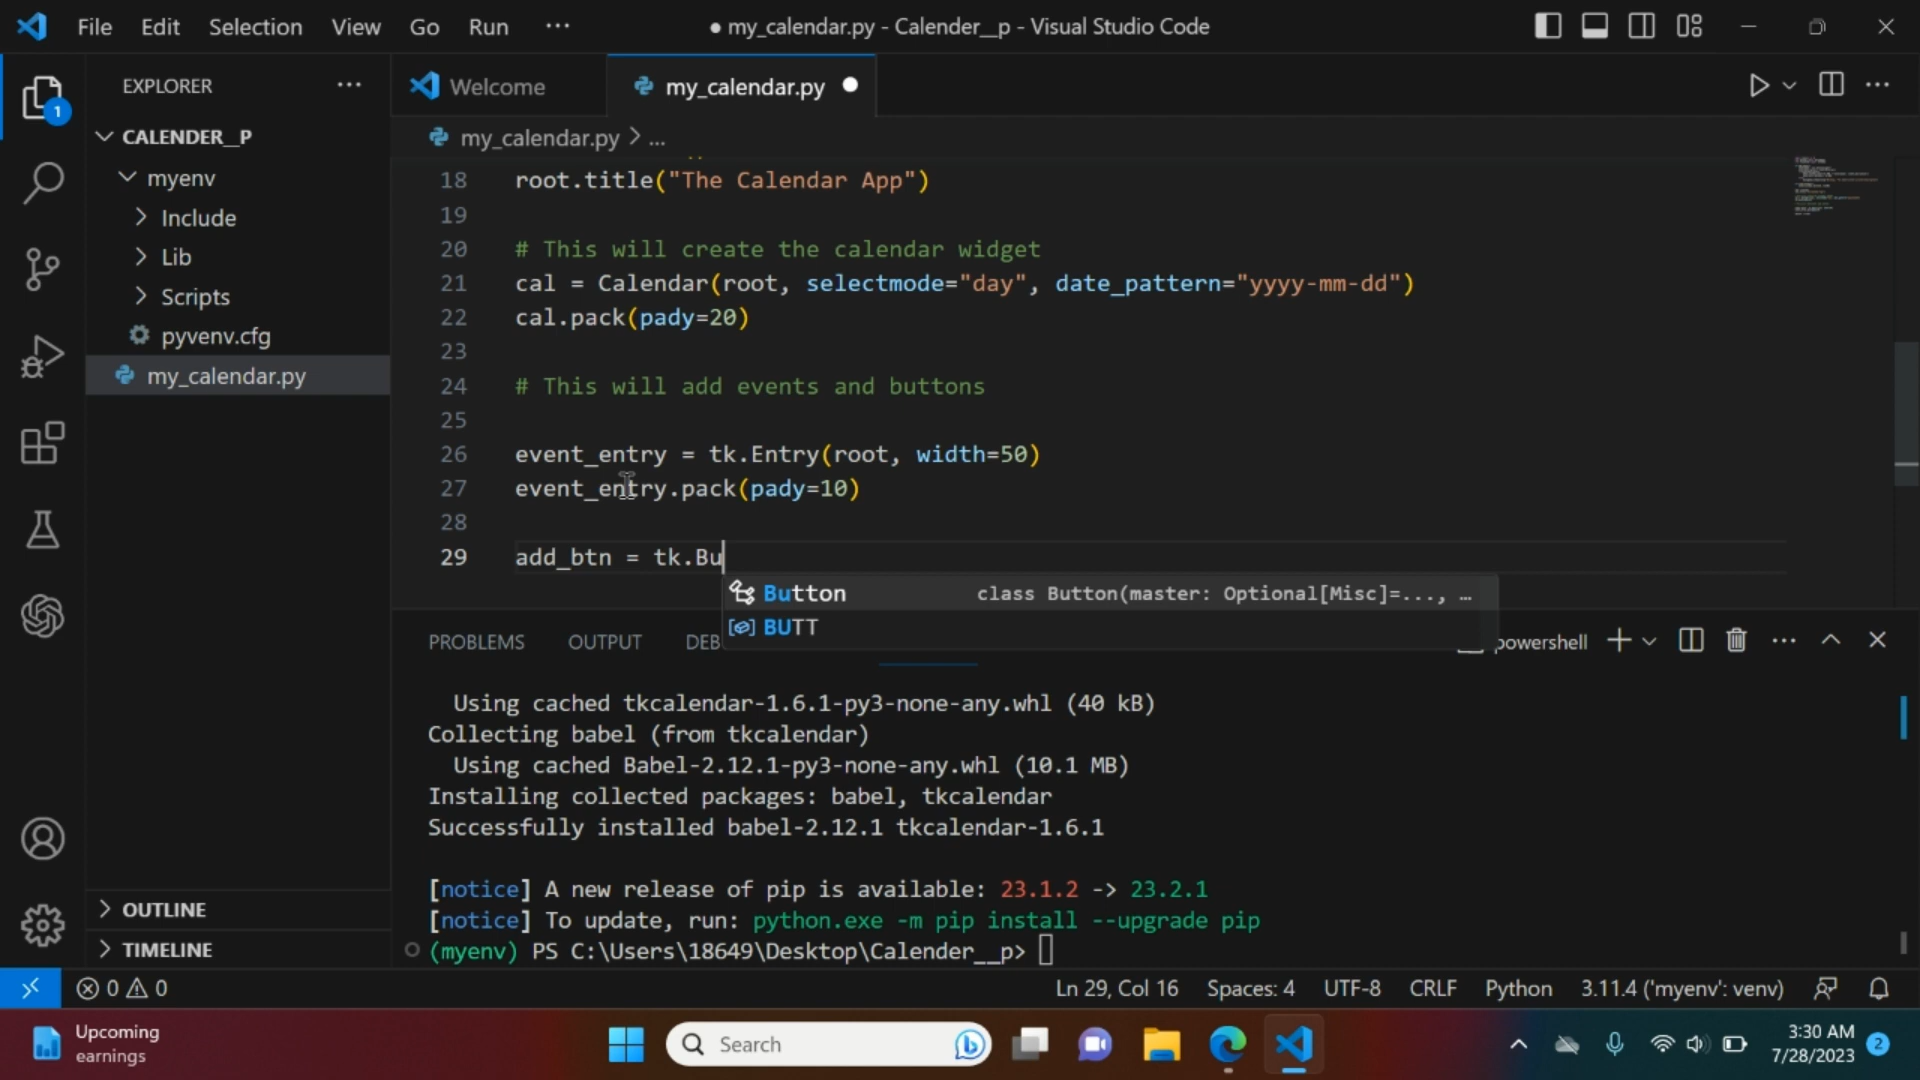 File Edit Selection View Go Run ···
● my_calendar.py - Calender__p - Visual Studio Code
EXPLORER ···
1
CALENDER__P
myenv
Include
Lib
Scripts
pyvenv.cfg
my_calendar.py
OUTLINE
TIMELINE
Welcome
my_calendar.py
my_calendar.py > ...
18 root.title("The Calendar App")
19
20 # This will create the calendar widget
21 cal = Calendar(root, selectmode="day", date_pattern="yyyy-mm-dd")
22 cal.pack(pady=20)
23
24 # This will add events and buttons
25
26 event_entry = tk.Entry(root, width=50)
27 event_entry.pack(pady=10)
28
29 add_btn = tk.Bu
Button class Button(master: Optional[Misc]=..., …
BUTT
PROBLEMS OUTPUT DEB powershell
Using cached tkcalendar-1.6.1-py3-none-any.whl (40 kB)
Collecting babel (from tkcalendar)
Using cached Babel-2.12.1-py3-none-any.whl (10.1 MB)
Installing collected packages: babel, tkcalendar
Successfully installed babel-2.12.1 tkcalendar-1.6.1
[notice] A new release of pip is available: 23.1.2 -> 23.2.1
[notice] To update, run: python.exe -m pip install --upgrade pip
(myenv) PS C:\Users\18649\Desktop\Calender__p>
0 0 Ln 29, Col 16 Spaces: 4 UTF-8 CRLF Python 3.11.4 ('myenv': venv)
Upcoming
earnings
Search
3:30 AM
7/28/2023
2